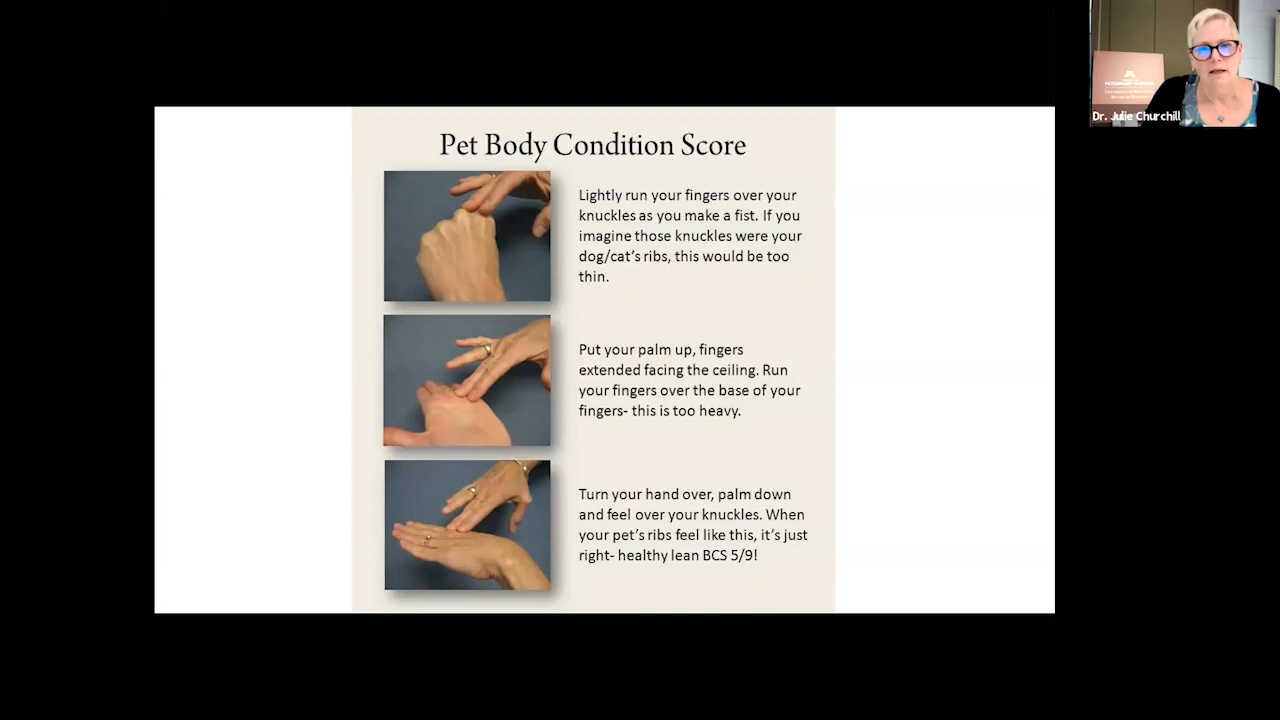 VETERINARY MEDICINE
Dr. Julie Churchill
Pet Body Condition Score
Lightly run your fingers over your
knuckles as you make a fist. If you
imagine those knuckles were your
dog/cat's ribs, this would be too
thin.
Put your palm up, fingers
extended facing the ceiling. Run
your fingers over the base of your
fingers- this is too heavy.
Turn your hand over, palm down
and feel over your knuckles. When
your pet's ribs feel like this, it's just
right- healthy lean BCS 5/9!